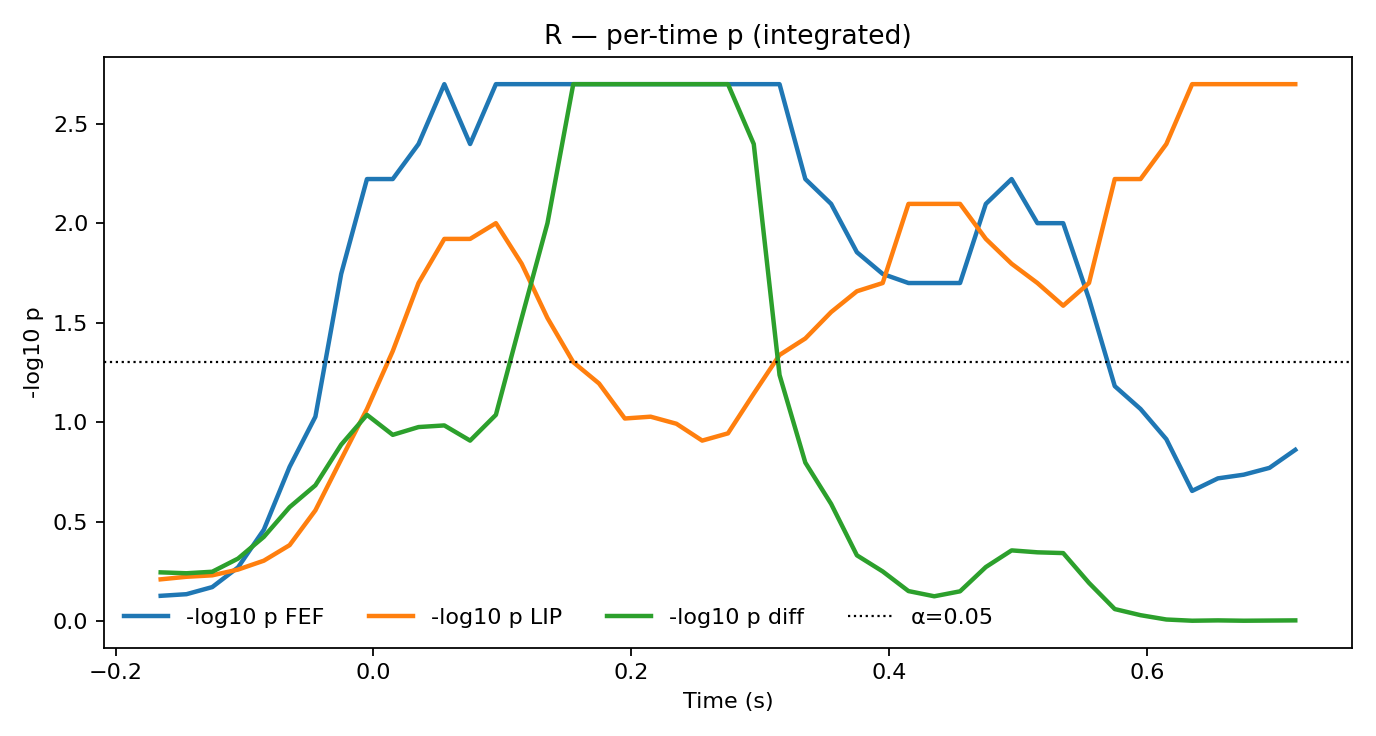 R — per-time p (integrated)
-log10 p
2.5
2.0
1.5
1.0
0.5
0.0
-log10 p FEF -log10 p LIP -log10 p diff α=0.05
−0.2 0.0 0.2 0.4 0.6
Time (s)